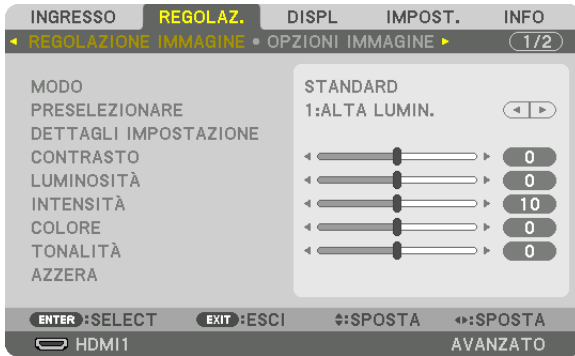 INGRESSO REGOLAZ. DISPL IMPOST. INFO
REGOLAZIONE IMMAGINE • OPZIONI IMMAGINE 1/2
MODO STANDARD
PRESELEZIONARE 1:ALTA LUMIN.
DETTAGLI IMPOSTAZIONE
CONTRASTO 0
LUMINOSITÀ 0
INTENSITÀ 10
COLORE 0
TONALITÀ 0
AZZERA
ENTER :SELECT EXIT :ESCI :SPOSTA :SPOSTA
HDMI1 AVANZATO